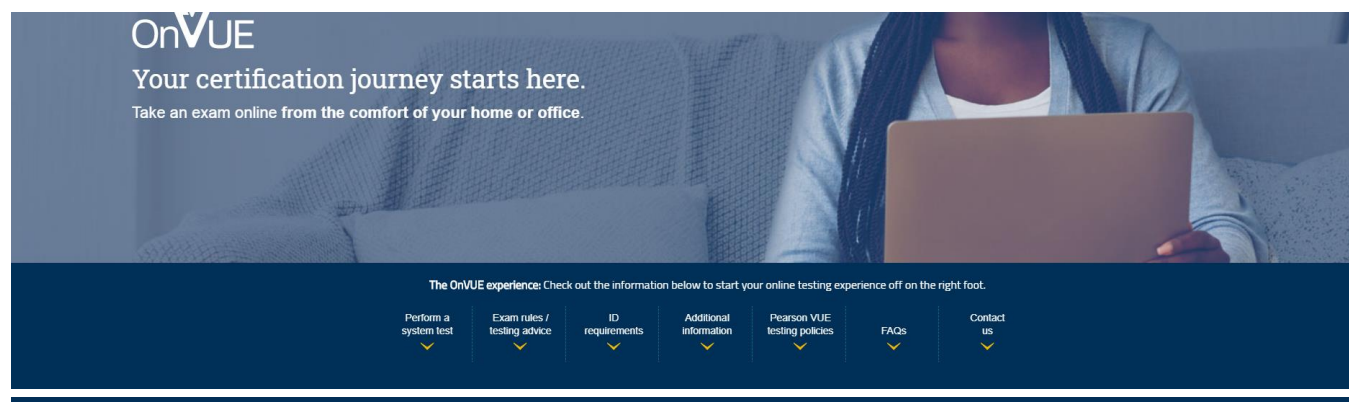 OnVUE
Your certification journey starts here.
Take an exam online from the comfort of your home or office.
The OnVUE experience: Check out the information below to start your online testing experience off on the right foot.
Perform a
system test
Exam rules /
testing advice
ID
requirements
Additional
information
Pearson VUE
testing policies
FAQs
Contact
us